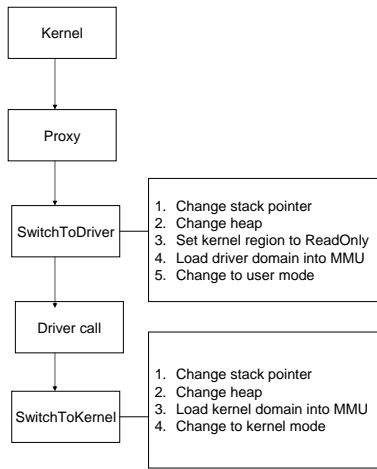 Kernel
Proxy
SwitchToDriver
1. Change stack pointer
2. Change heap
3. Set kernel region to ReadOnly
4. Load driver domain into MMU
5. Change to user mode
Driver call
SwitchToKernel
1. Change stack pointer
2. Change heap
3. Load kernel domain into MMU
4. Change to kernel mode